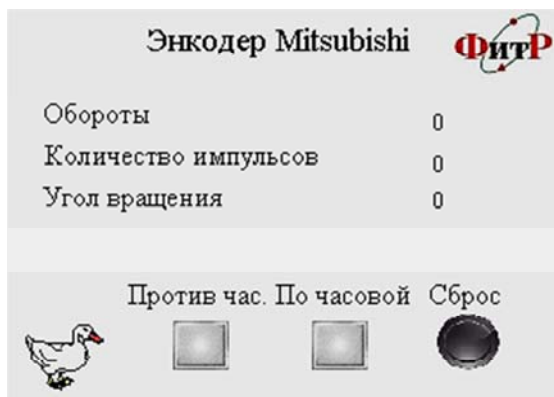 Энкодер Mitsubishi ФитР
Обороты 0
Количество импульсов 0
Угол вращения 0
Против час. По часовой Сброс